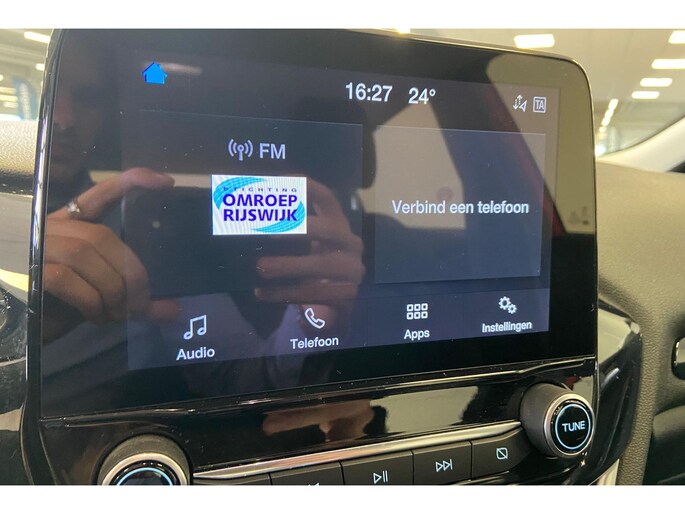 16:27 24°
TA
FM
STICHTING
OMROEP
RIJSWIJK
Verbind een telefoon
Audio
Telefoon
Apps
Instellingen
TUNE